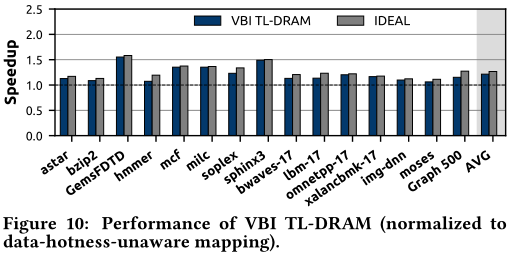 VBI TL-DRAM IDEAL
Speedup
2.5
2.0
1.5
1.0
0.5
0.0
astar
bzip2
GemsFDTD
hmmer
mcf
milc
soplex
sphinx3
bwaves-17
lbm-17
omnetpp-17
xalancbmk-17
img-dnn
moses
Graph 500
AVG
Figure 10: Performance of VBI TL-DRAM (normalized to
data-hotness-unaware mapping).